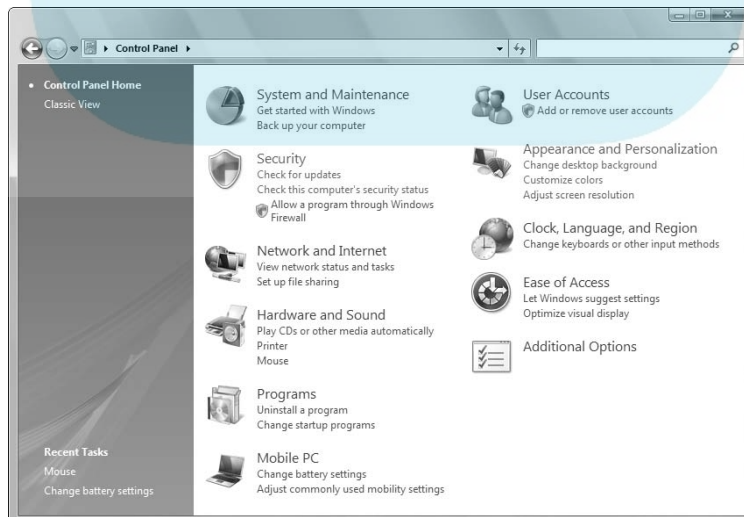 Control Panel
Control Panel Home
Classic View
System and Maintenance
Get started with Windows
Back up your computer
Security
Check for updates
Check this computer's security status
Allow a program through Windows
Firewall
Network and Internet
View network status and tasks
Set up file sharing
Hardware and Sound
Play CDs or other media automatically
Printer
Mouse
Programs
Uninstall a program
Change startup programs
Mobile PC
Change battery settings
Adjust commonly used mobility settings
User Accounts
Add or remove user accounts
Appearance and Personalization
Change desktop background
Customize colors
Adjust screen resolution
Clock, Language, and Region
Change keyboards or other input methods
Ease of Access
Let Windows suggest settings
Optimize visual display
Additional Options
Recent Tasks
Mouse
Change battery settings